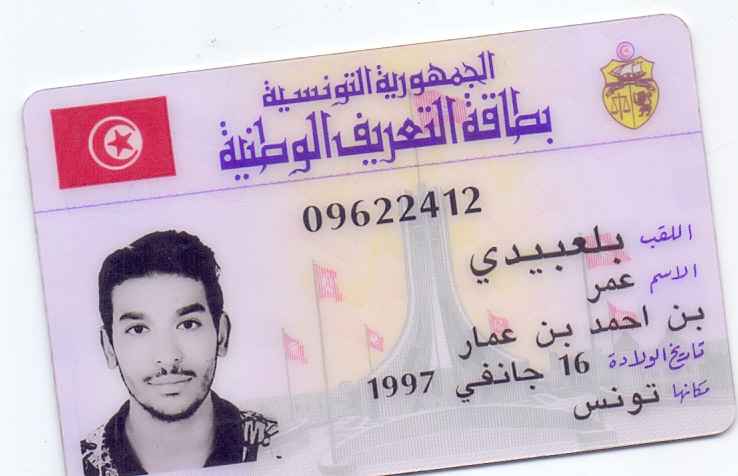 الجمهورية التونسية
بطاقة التعريف الوطنية
09622412
اللقب بلعبيدي
الاسم عمر
بن احمد بن عمار
تاريخ الولادة 16 جانفي 1997
مكانها تونس